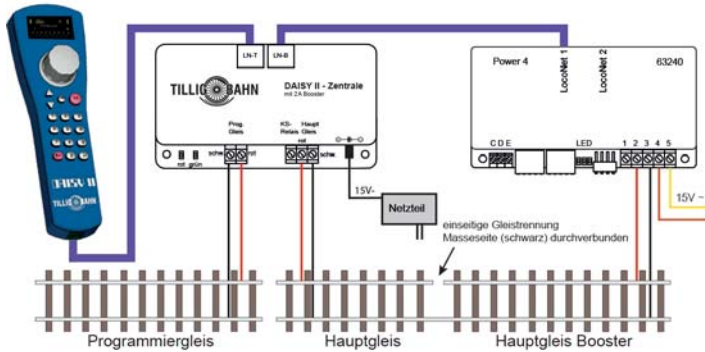 LN-T
LN-B
TILLIG BAHN
DAISY II - Zentrale
mit 2A Booster
Prog.
Gleis
KS-
Relais
Haupt
Gleis
rot
schw.
rot
schw.
rot
grün
Power 4
LocoNet 1
LocoNet 2
63240
C D E
LED
1 2 3 4 5
DAISY II
TILLIG BAHN
15V-
Netzteil
15V ~
einseitige Gleistrennung
Masseseite (schwarz) durchverbunden
Programmiergleis
Hauptgleis
Hauptgleis Booster